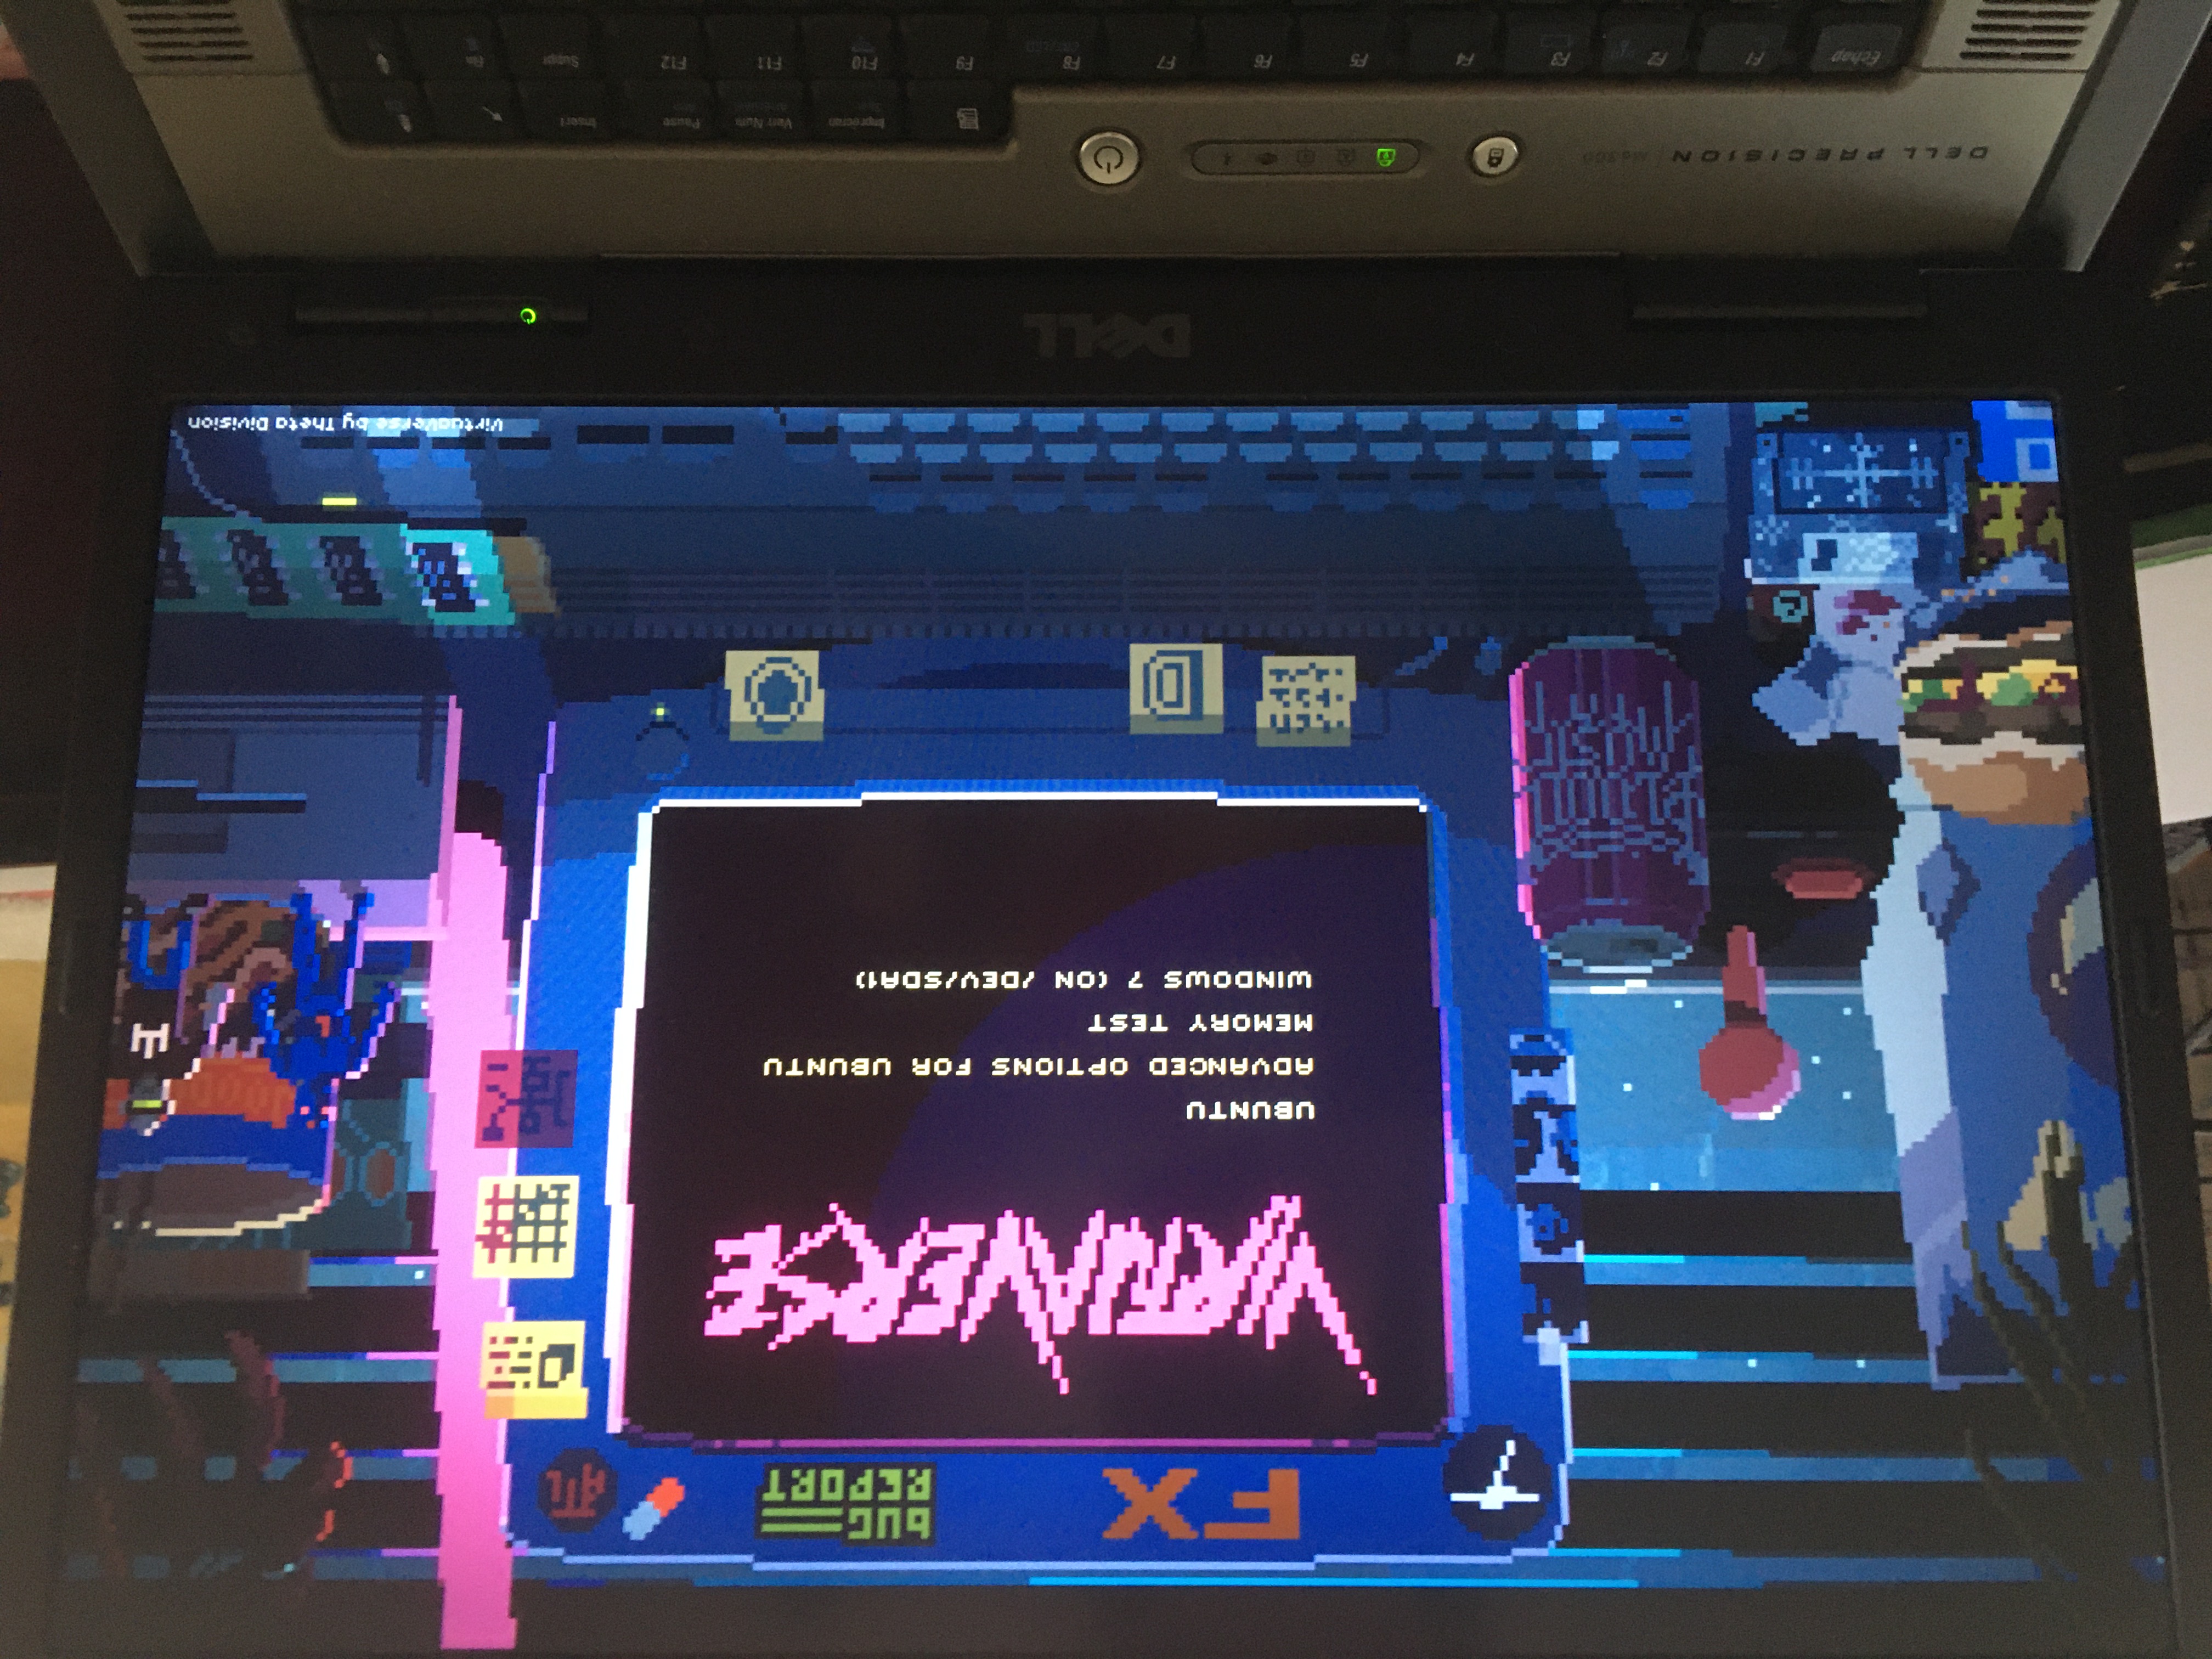 FX
BUG
REPORT
ATL
VIRTUAVERSE
UBUNTU
ADVANCED OPTIONS FOR UBUNTU
MEMORY TEST
WINDOWS 7 (ON /DEV/SDA1)
D
VirtuaVerse by Theta Division
DELL
DELL PRECISION
Imprécran
Verr Num
Pause
Insert
Echap F1 F2 F3 F4 F5 F6 F7 F8 F9 F10 F11 F12 Suppr Fin